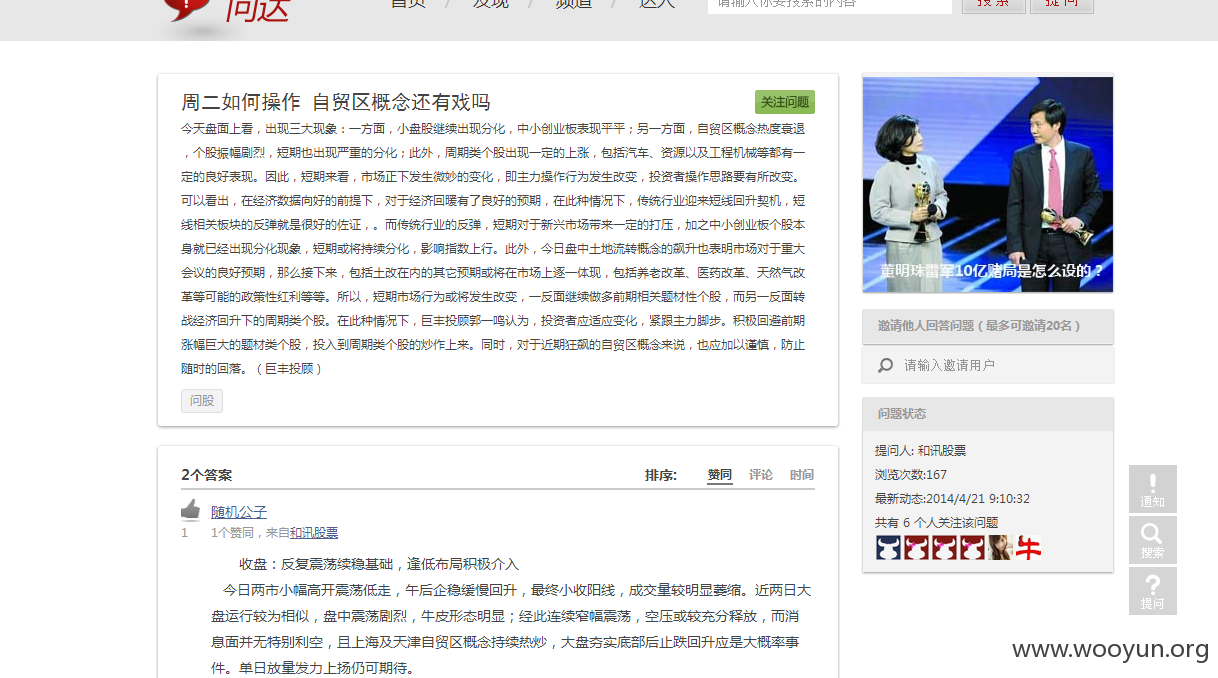 问达
首页 / 发现 / 频道 / 达人
请输入你要搜索的内容
搜 索
提 问
周二如何操作 自贸区概念还有戏吗
关注问题
今天盘面上看，出现三大现象：一方面，小盘股继续出现分化，中小创业板表现平平；另一方面，自贸区概念热度衰退
，个股振幅剧烈，短期也出现严重的分化；此外，周期类个股出现一定的上涨，包括汽车、资源以及工程机械等都有一
定的良好表现。因此，短期来看，市场正下发生微妙的变化，即主力操作行为发生改变，投资者操作思路要有所改变。
可以看出，在经济数据向好的前提下，对于经济回暖有了良好的预期，在此种情况下，传统行业迎来短线回升契机，短
线相关板块的反弹就是很好的佐证，。而传统行业的反弹，短期对于新兴市场带来一定的打压，加之中小创业板个股本
身就已经出现分化现象，短期或将持续分化，影响指数上行。此外，今日盘中土地流转概念的飙升也表明市场对于重大
会议的良好预期，那么接下来，包括土改在内的其它预期或将在市场上逐一体现，包括养老改革、医药改革、天然气改
革等可能的政策性红利等等。所以，短期市场行为或将发生改变，一反面继续做多前期相关题材性个股，而另一反面转
战经济回升下的周期类个股。在此种情况下，巨丰投顾郭一鸣认为，投资者应适应变化，紧跟主力脚步。积极回避前期
涨幅巨大的题材类个股，投入到周期类个股的炒作上来。同时，对于近期狂飙的自贸区概念来说，也应加以谨慎，防止
随时的回落。（巨丰投顾）
问股
2个答案
排序: 赞同 评论 时间
随机公子
1 1个赞同，来自和讯股票
收盘：反复震荡续稳基础，逢低布局积极介入
今日两市小幅高开震荡低走，午后企稳缓慢回升，最终小收阳线，成交量较明显萎缩。近两日大
盘运行较为相似，盘中震荡剧烈，牛皮形态明显；经此连续窄幅震荡，空压或较充分释放，而消
息面并无特别利空，且上海及天津自贸区概念持续热炒，大盘夯实底部后止跌回升应是大概率事
件。单日放量发力上扬仍可期待。
董明珠雷军10亿赌局是怎么设的？
邀请他人回答问题（最多可邀请20名）
请输入邀请用户
问题状态
提问人: 和讯股票
浏览次数:167
最新动态:2014/4/21 9:10:32
共有 6 个人关注该问题
牛
通知
搜索
提问
www.wooyun.org